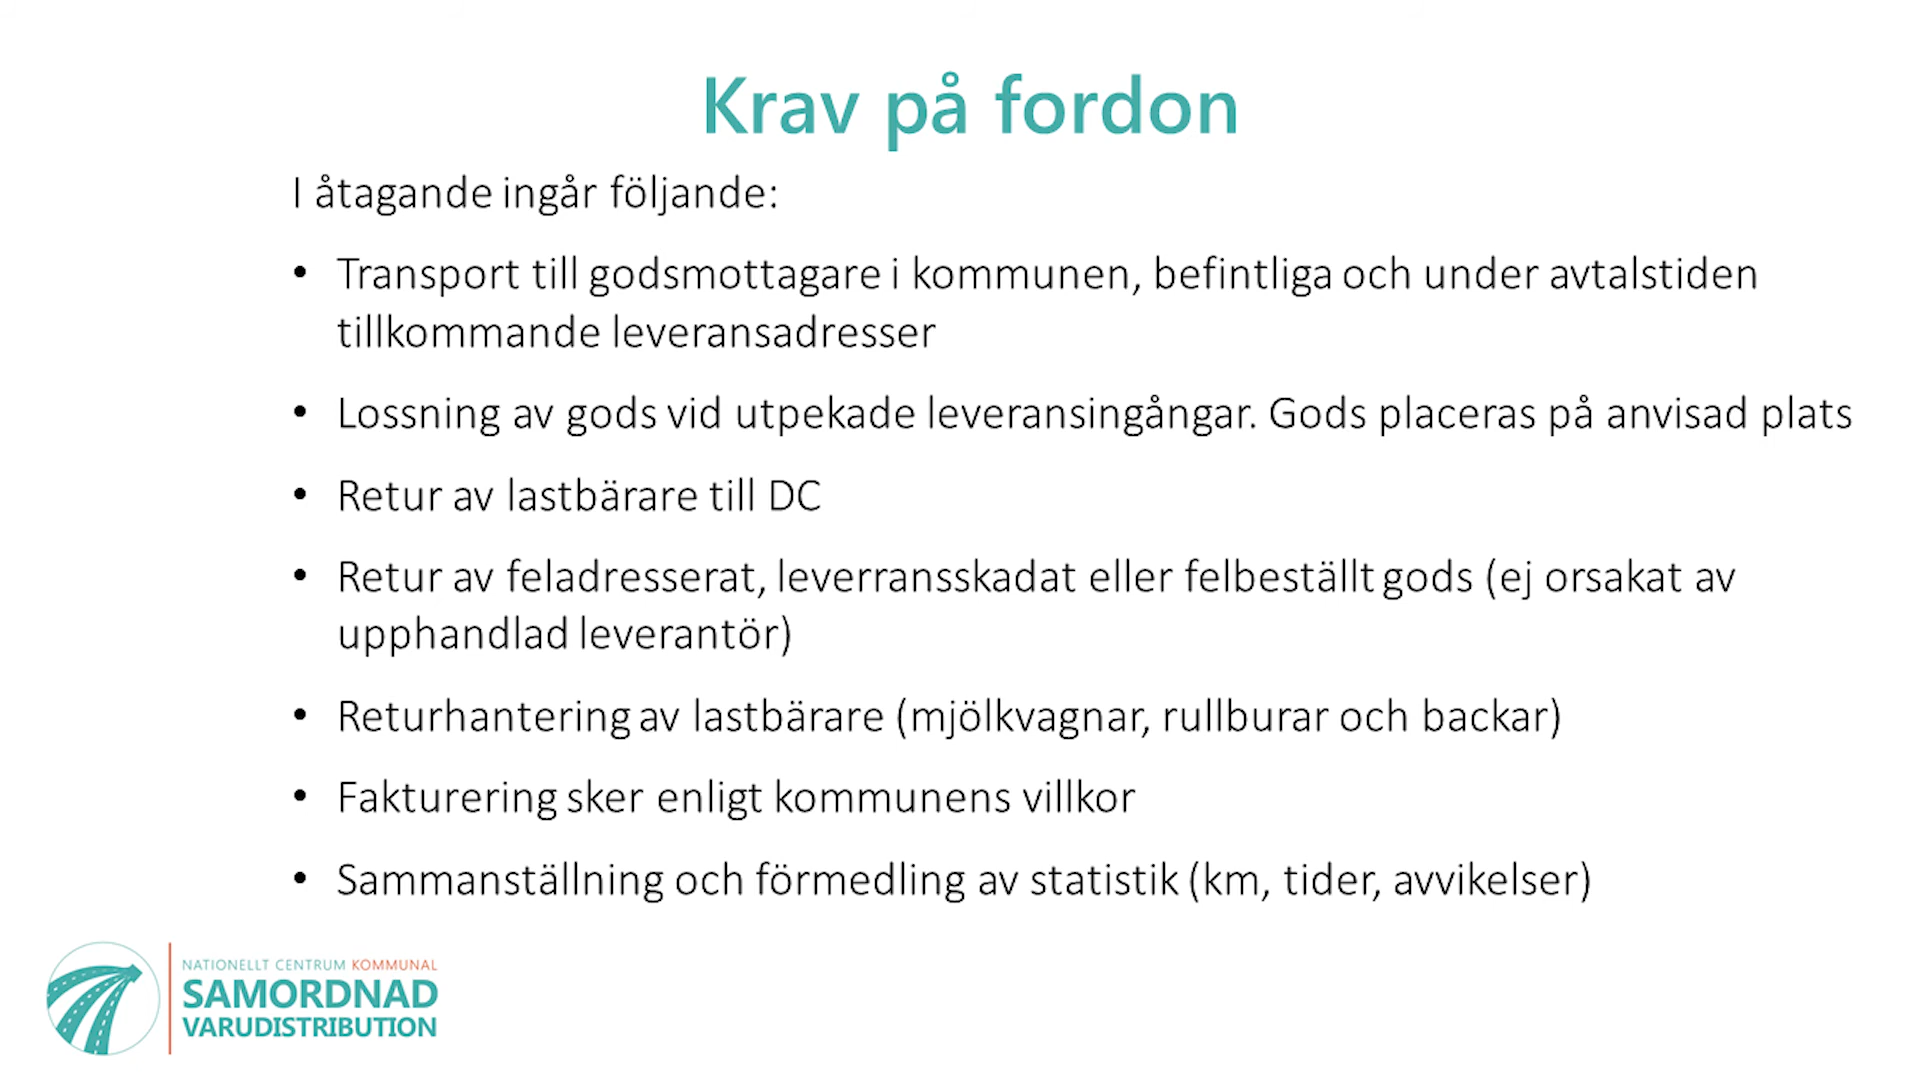 Krav på fordon
I åtagande ingår följande:
• Transport till godsmottagare i kommunen, befintliga och under avtalstiden
tillkommande leveransadresser
• Lossning av gods vid utpekade leveransingångar. Gods placeras på anvisad plats
• Retur av lastbärare till DC
• Retur av feladresserat, leverransskadat eller felbeställt gods (ej orsakat av
upphandlad leverantör)
• Returhantering av lastbärare (mjölkvagnar, rullburar och backar)
• Fakturering sker enligt kommunens villkor
• Sammanställning och förmedling av statistik (km, tider, avvikelser)
NATIONELLT CENTRUM KOMMUNAL
SAMORDNAD
VARUDISTRIBUTION